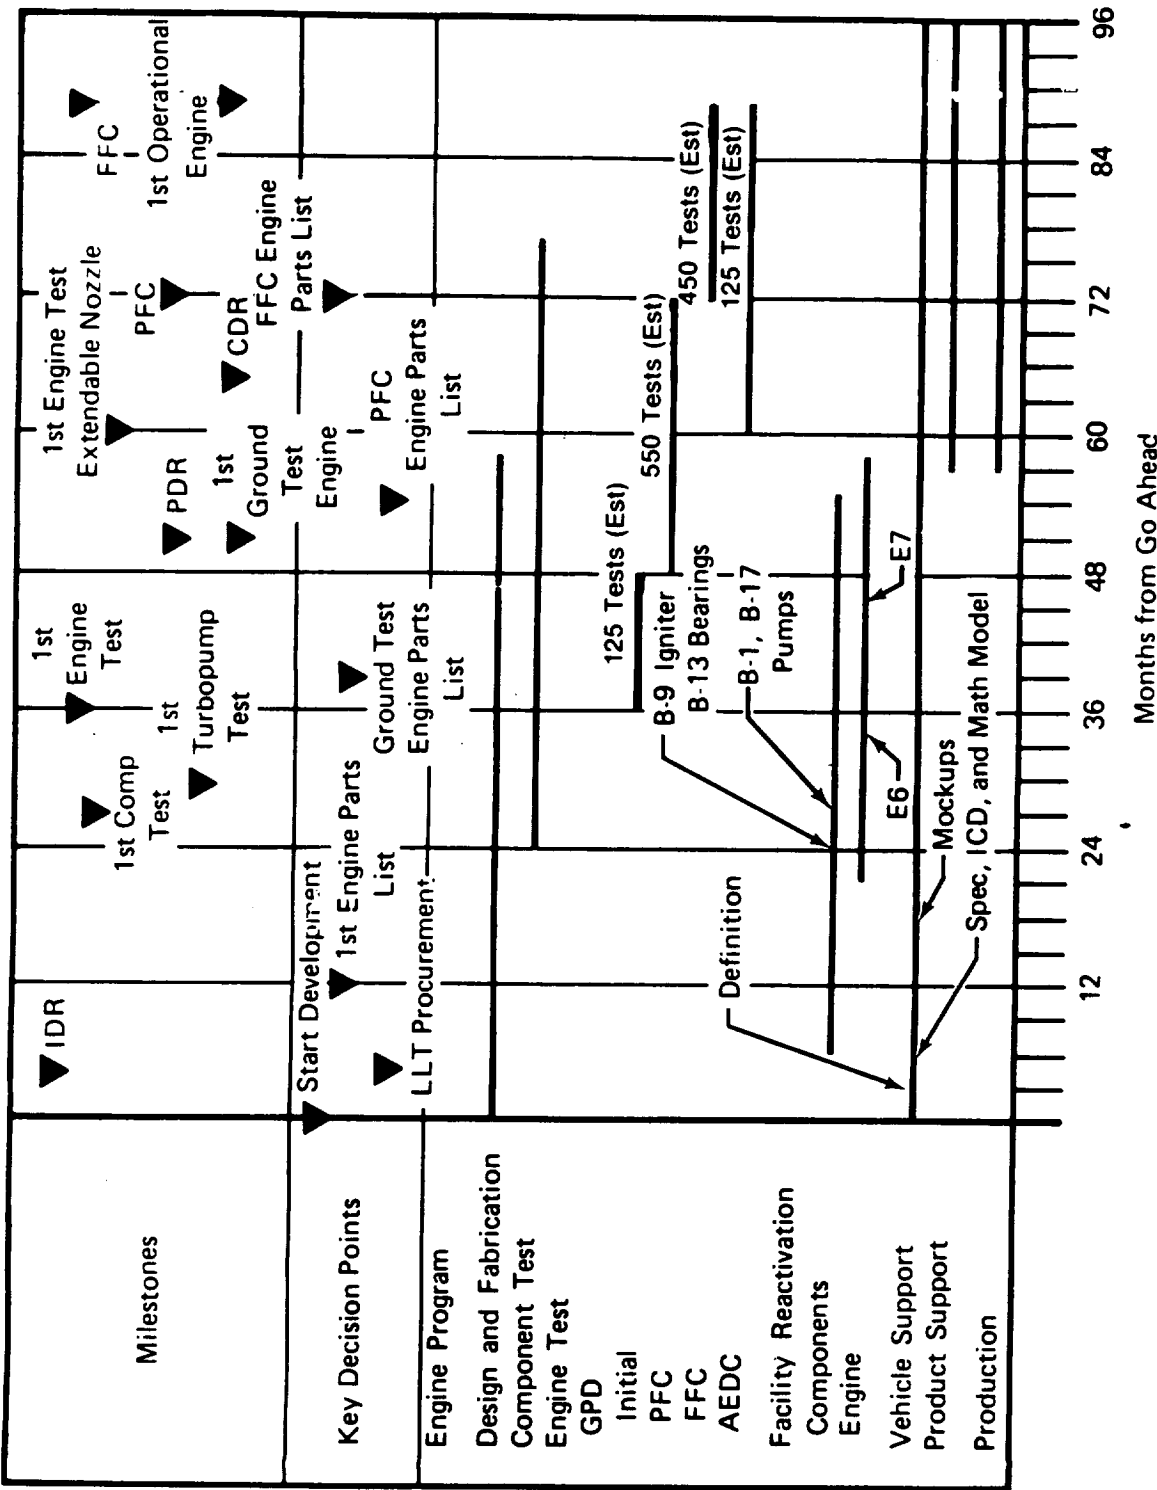 Milestones
IDR
1st Comp
Test
1st
Turbopump
Test
1st
Engine
Test
PDR
1st
Ground
Test
Engine
1st Engine Test
Extendable Nozzle
PFC
CDR
FFC
1st Operational
Engine
Key Decision Points
Start Development
LLT Procurement
1st Engine Parts
List
Ground Test
Engine Parts
List
PFC
Engine Parts
List
FFC Engine
Parts List
Engine Program
Design and Fabrication
Component Test
Engine Test
GPD
Initial
125 Tests (Est)
PFC
550 Tests (Est)
FFC
450 Tests (Est)
AEDC
125 Tests (Est)
Facility Reactivation
B-9 Igniter
B-13 Bearings
B-1, B-17
Pumps
Components
Engine
E6
E7
Definition
Vehicle Support
Mockups
Spec, ICD, and Math Model
Product Support
Production
12 24 36 48 60 72 84 96
Months from Go Ahead